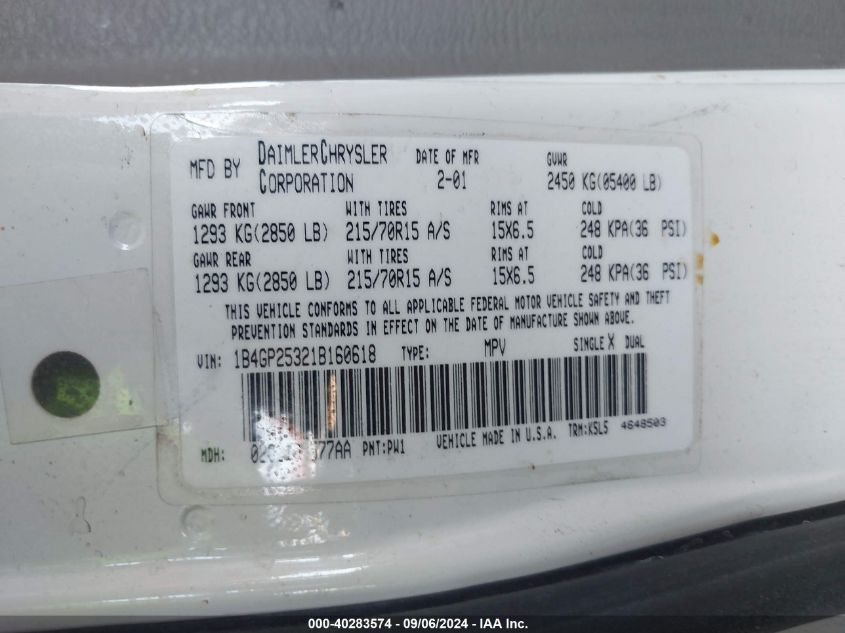 MFD BY DAIMLERCHRYSLER CORPORATION DATE OF MFR 2-01 GVWR 2450 KG(05400 LB)
GAWR FRONT WITH TIRES RIMS AT COLD
1293 KG(2850 LB) 215/70R15 A/S 15X6.5 248 KPA(36 PSI)
GAWR REAR WITH TIRES RIMS AT COLD
1293 KG(2850 LB) 215/70R15 A/S 15X6.5 248 KPA(36 PSI)
THIS VEHICLE CONFORMS TO ALL APPLICABLE FEDERAL MOTOR VEHICLE SAFETY AND THEFT
PREVENTION STANDARDS IN EFFECT ON THE DATE OF MANUFACTURE SHOWN ABOVE.
VIN: 1B4GP25321B160618 TYPE: MPV SINGLE X DUAL
MDH: PNT:PW1 VEHICLE MADE IN U.S.A. TRM:K5L5 4648503
000-40283574 - 09/06/2024 - IAA Inc.